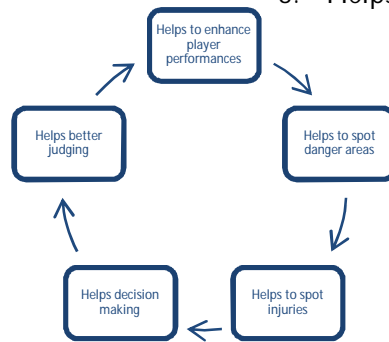 Helps
Helps to enhance
player
performances
Helps to spot
danger areas
Helps to spot
injuries
Helps decision
making
Helps better
judging